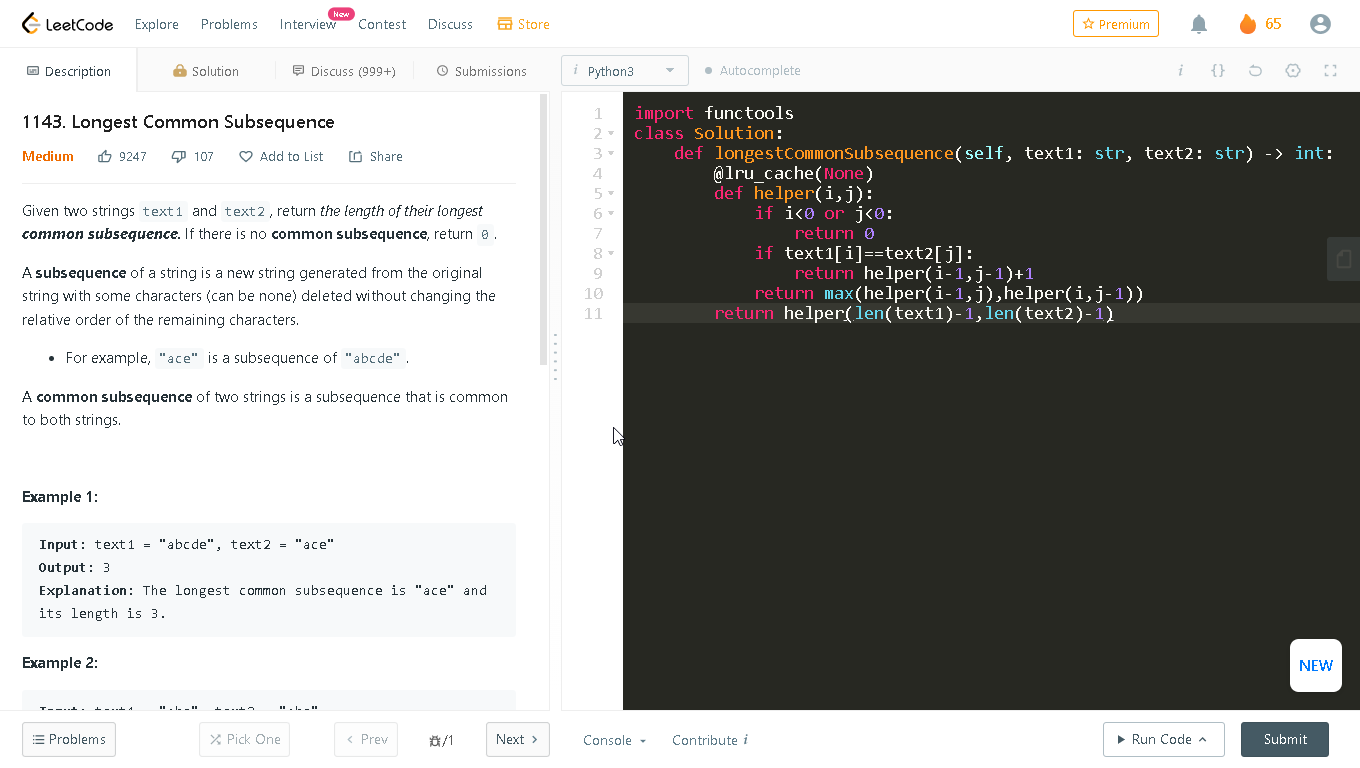 LeetCode Explore Problems Interview New Contest Discuss Store Premium 65
Description Solution Discuss (999+) Submissions i Python3 Autocomplete i {}
1143. Longest Common Subsequence
Medium 9247 107 Add to List Share
Given two strings text1 and text2, return the length of their longest
common subsequence. If there is no common subsequence, return 0.
A subsequence of a string is a new string generated from the original
string with some characters (can be none) deleted without changing the
relative order of the remaining characters.
• For example, "ace" is a subsequence of "abcde".
A common subsequence of two strings is a subsequence that is common
to both strings.
Example 1:
Input: text1 = "abcde", text2 = "ace"
Output: 3
Explanation: The longest common subsequence is "ace" and
its length is 3.
Example 2:
1 import functools
2 class Solution:
3 def longestCommonSubsequence(self, text1: str, text2: str) -> int:
4 @lru_cache(None)
5 def helper(i,j):
6 if i<0 or j<0:
7 return 0
8 if text1[i]==text2[j]:
9 return helper(i-1,j-1)+1
10 return max(helper(i-1,j),helper(i,j-1))
11 return helper(len(text1)-1,len(text2)-1)
NEW
Problems Pick One < Prev /1 Next > Console Contribute i Run Code Submit